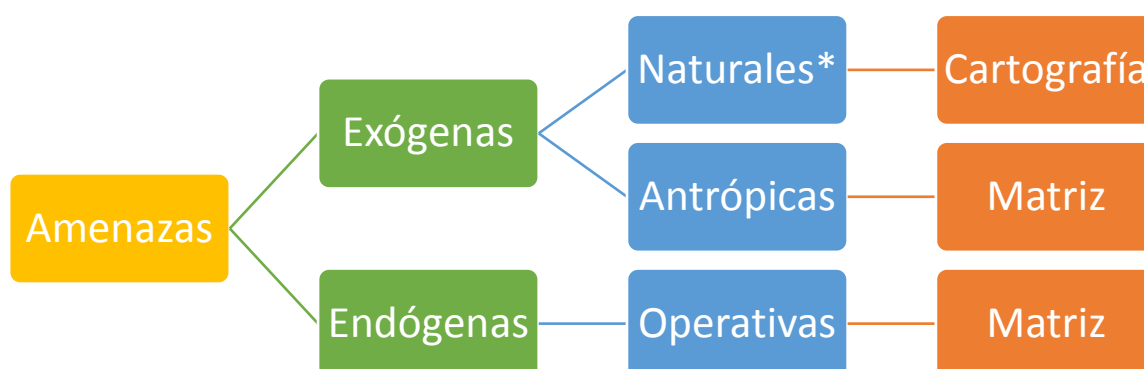 Amenazas
Exógenas
Naturales*
Cartografía
Antrópicas
Matriz
Endógenas
Operativas
Matriz